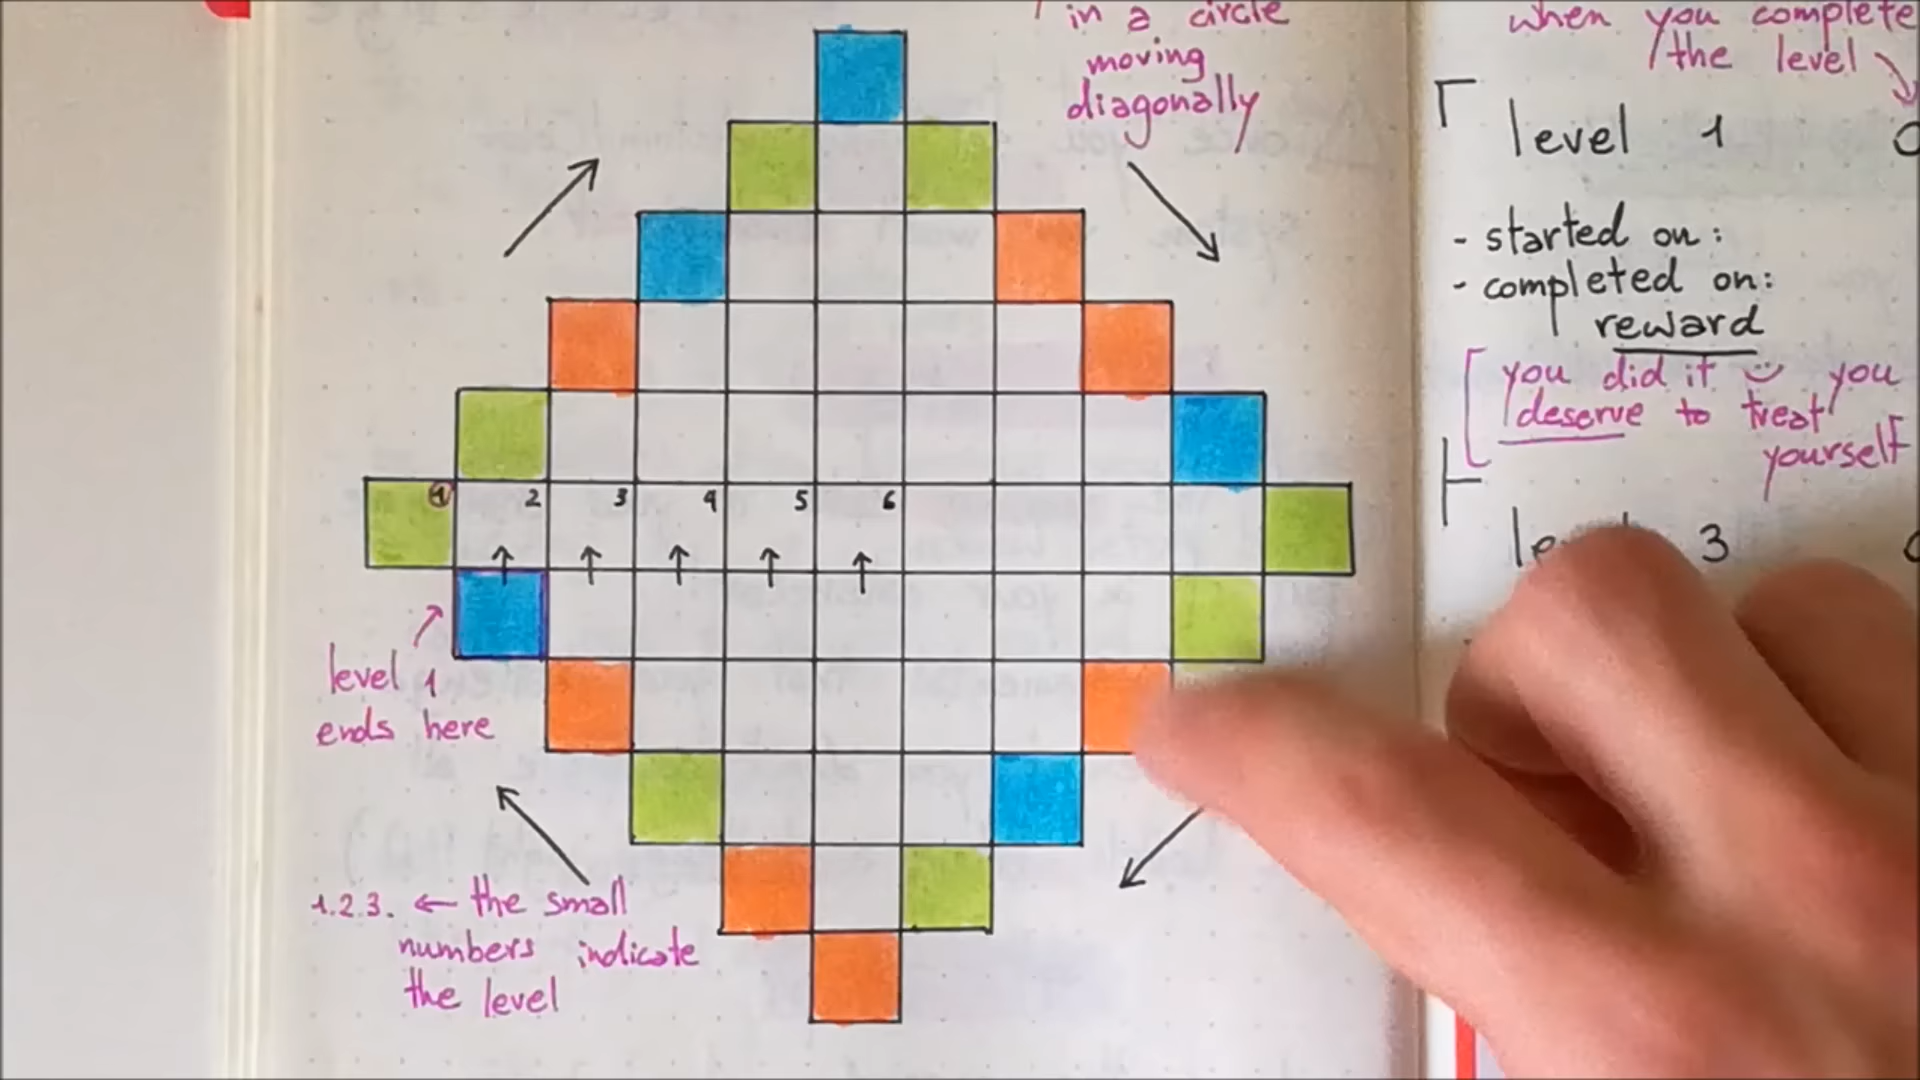 in a circle
moving
diagonally
1 2 3 4 5 6
level 1
ends here
1.2.3. ← the small
numbers indicate
the level
when you complete
the level
level 1
- started on:
- completed on:
reward
you did it you
deserve to treat
yourself
3